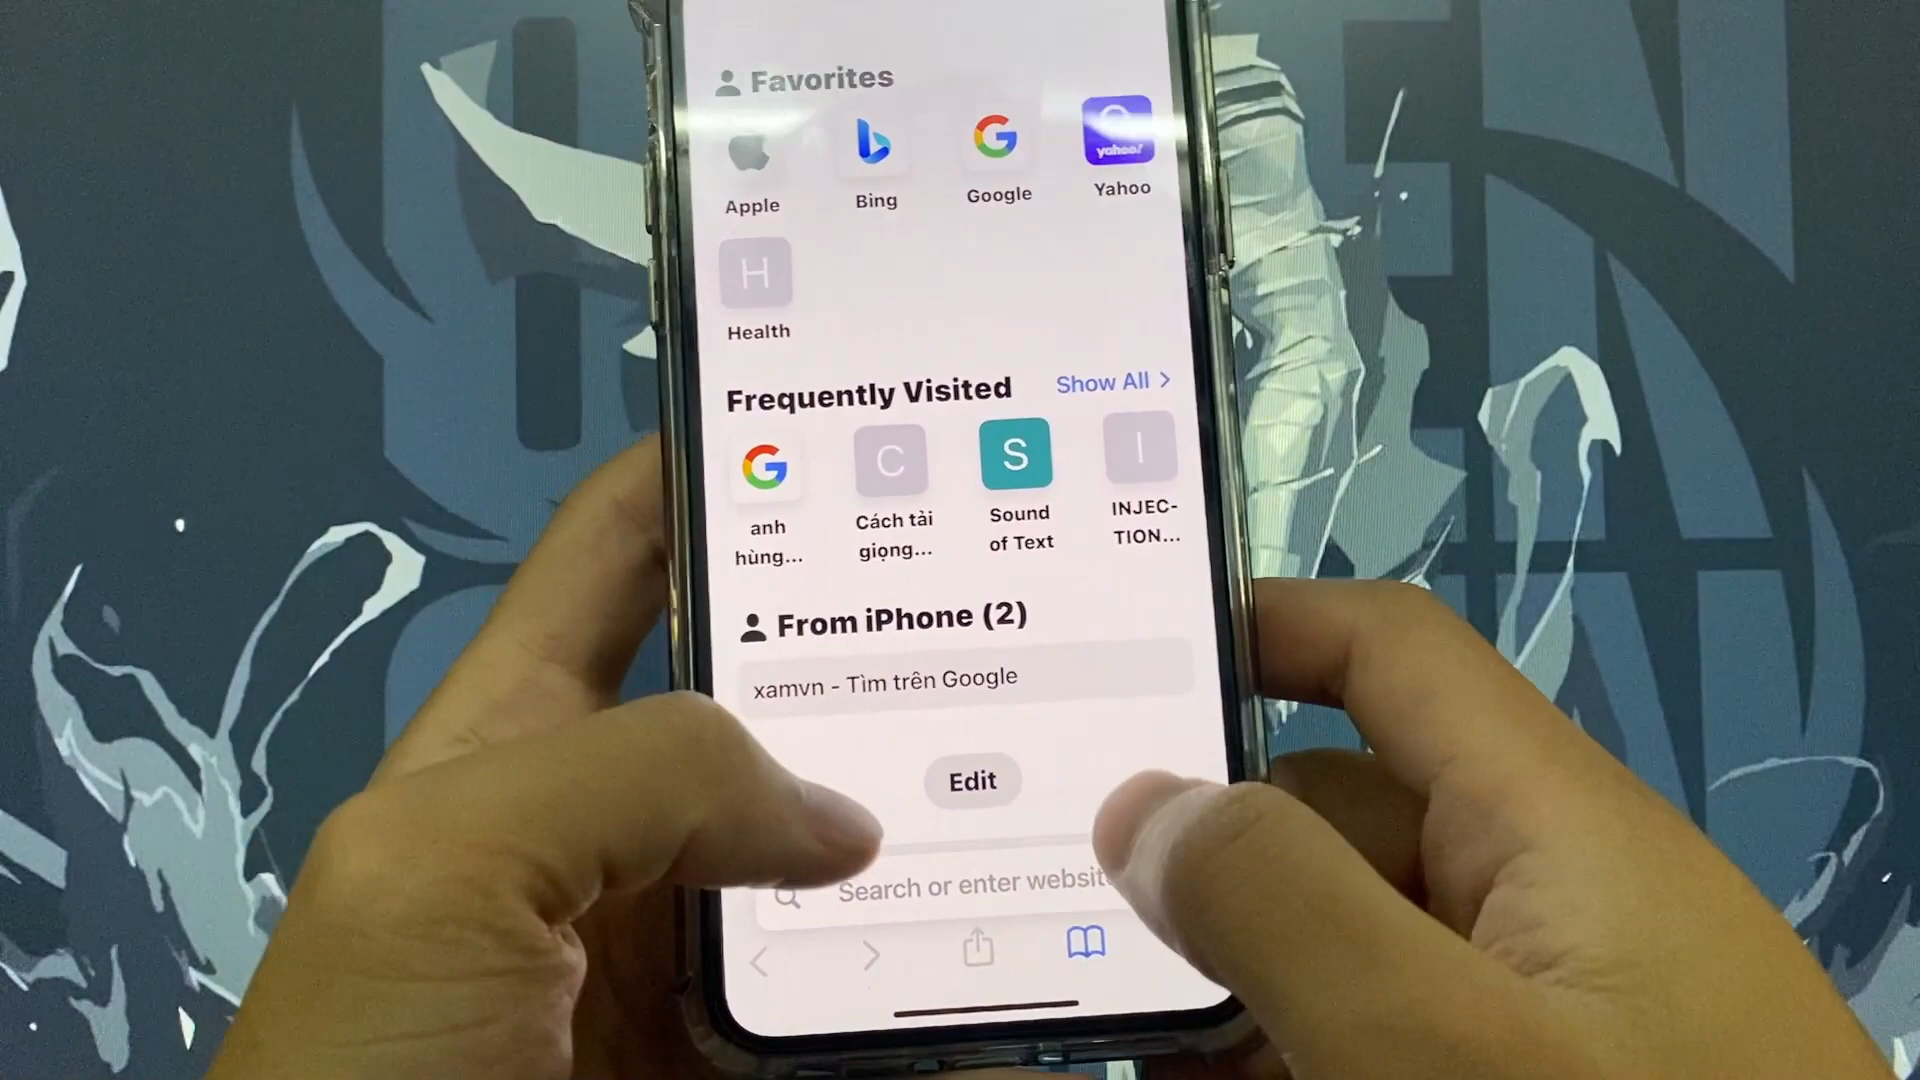 Favorites
yahoo!
Apple
Bing
Google
Yahoo
H
Health
Frequently Visited
Show All >
C
S
I
anh
hùng...
Cách tải
giọng...
Sound
of Text
INJEC-
TION...
From iPhone (2)
xamvn - Tìm trên Google
Edit
Search or enter website